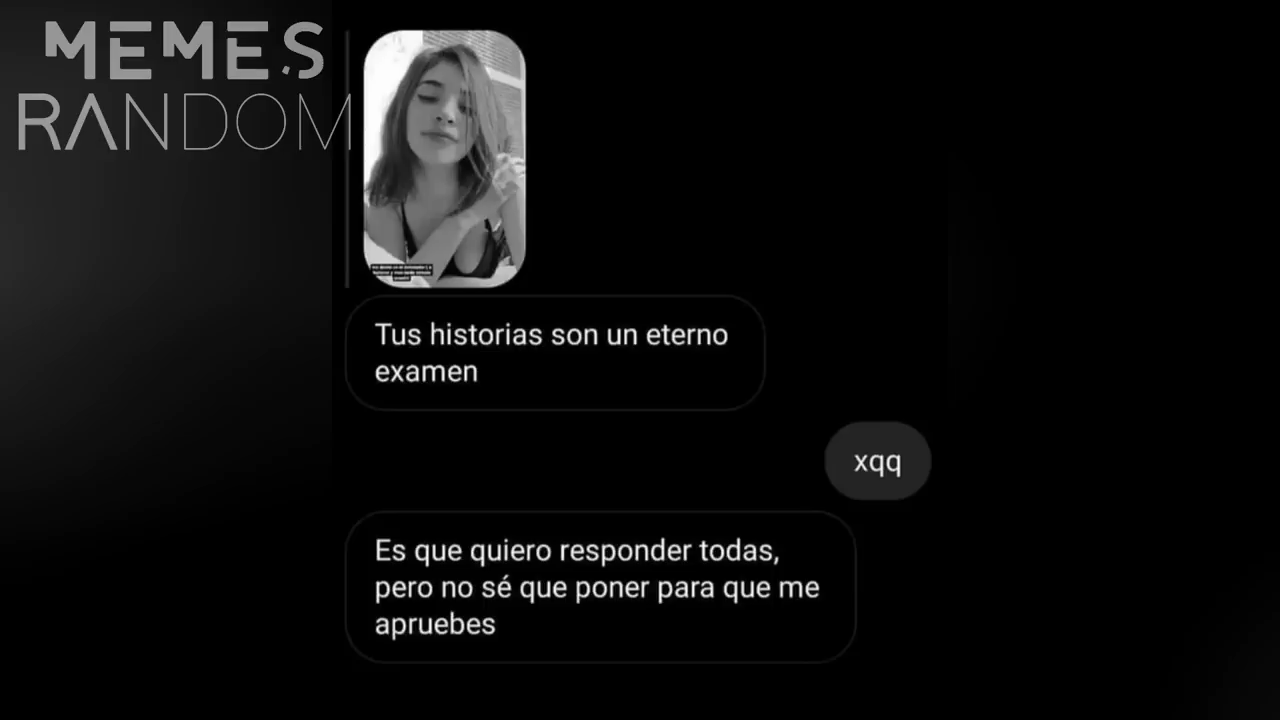 MEMES
RANDOM
Tus historias son un eterno
examen
xqq
Es que quiero responder todas,
pero no sé que poner para que me
apruebes